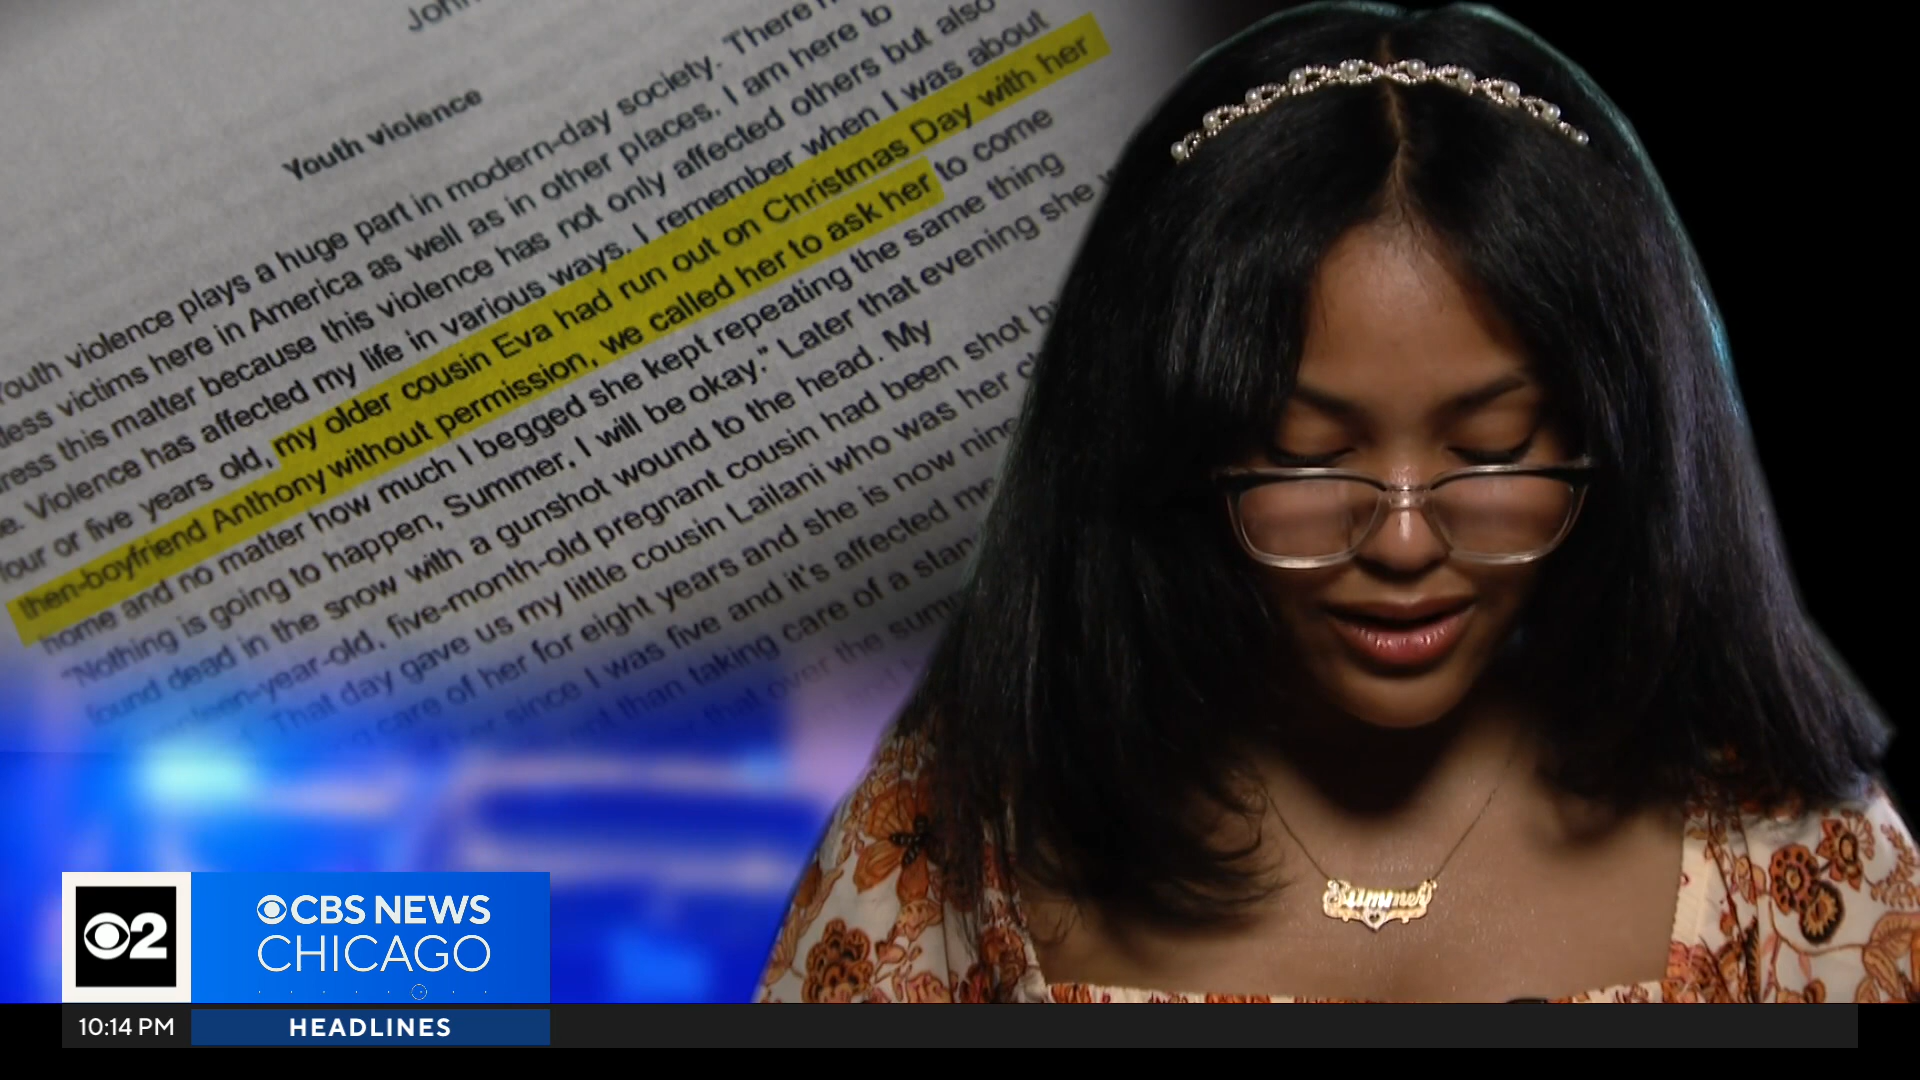 John
Youth violence
Youth violence plays a huge part in modern-day society. There
less victims here in America as well as in other places. I am here to
ress this matter because this violence has not only affected others but also
e. Violence has affected my life in various ways. I remember when I was about
four or five years old, my older cousin Eva had run out on Christmas Day with her
then-boyfriend Anthony without permission, we called her to ask her to come
home and no matter how much I begged she kept repeating the same thing
"Nothing is going to happen, Summer, I will be okay." Later that evening she
found dead in the snow with a gunshot wound to the head. My
teen-year-old, five-month-old pregnant cousin had been shot by
That day gave us my little cousin Lailani who was her
care of her for eight years and she is now nine
since I was five and it's affected me
than taking care of a
that over the
Summer
2
CBS NEWS
CHICAGO
10:14 PM
HEADLINES